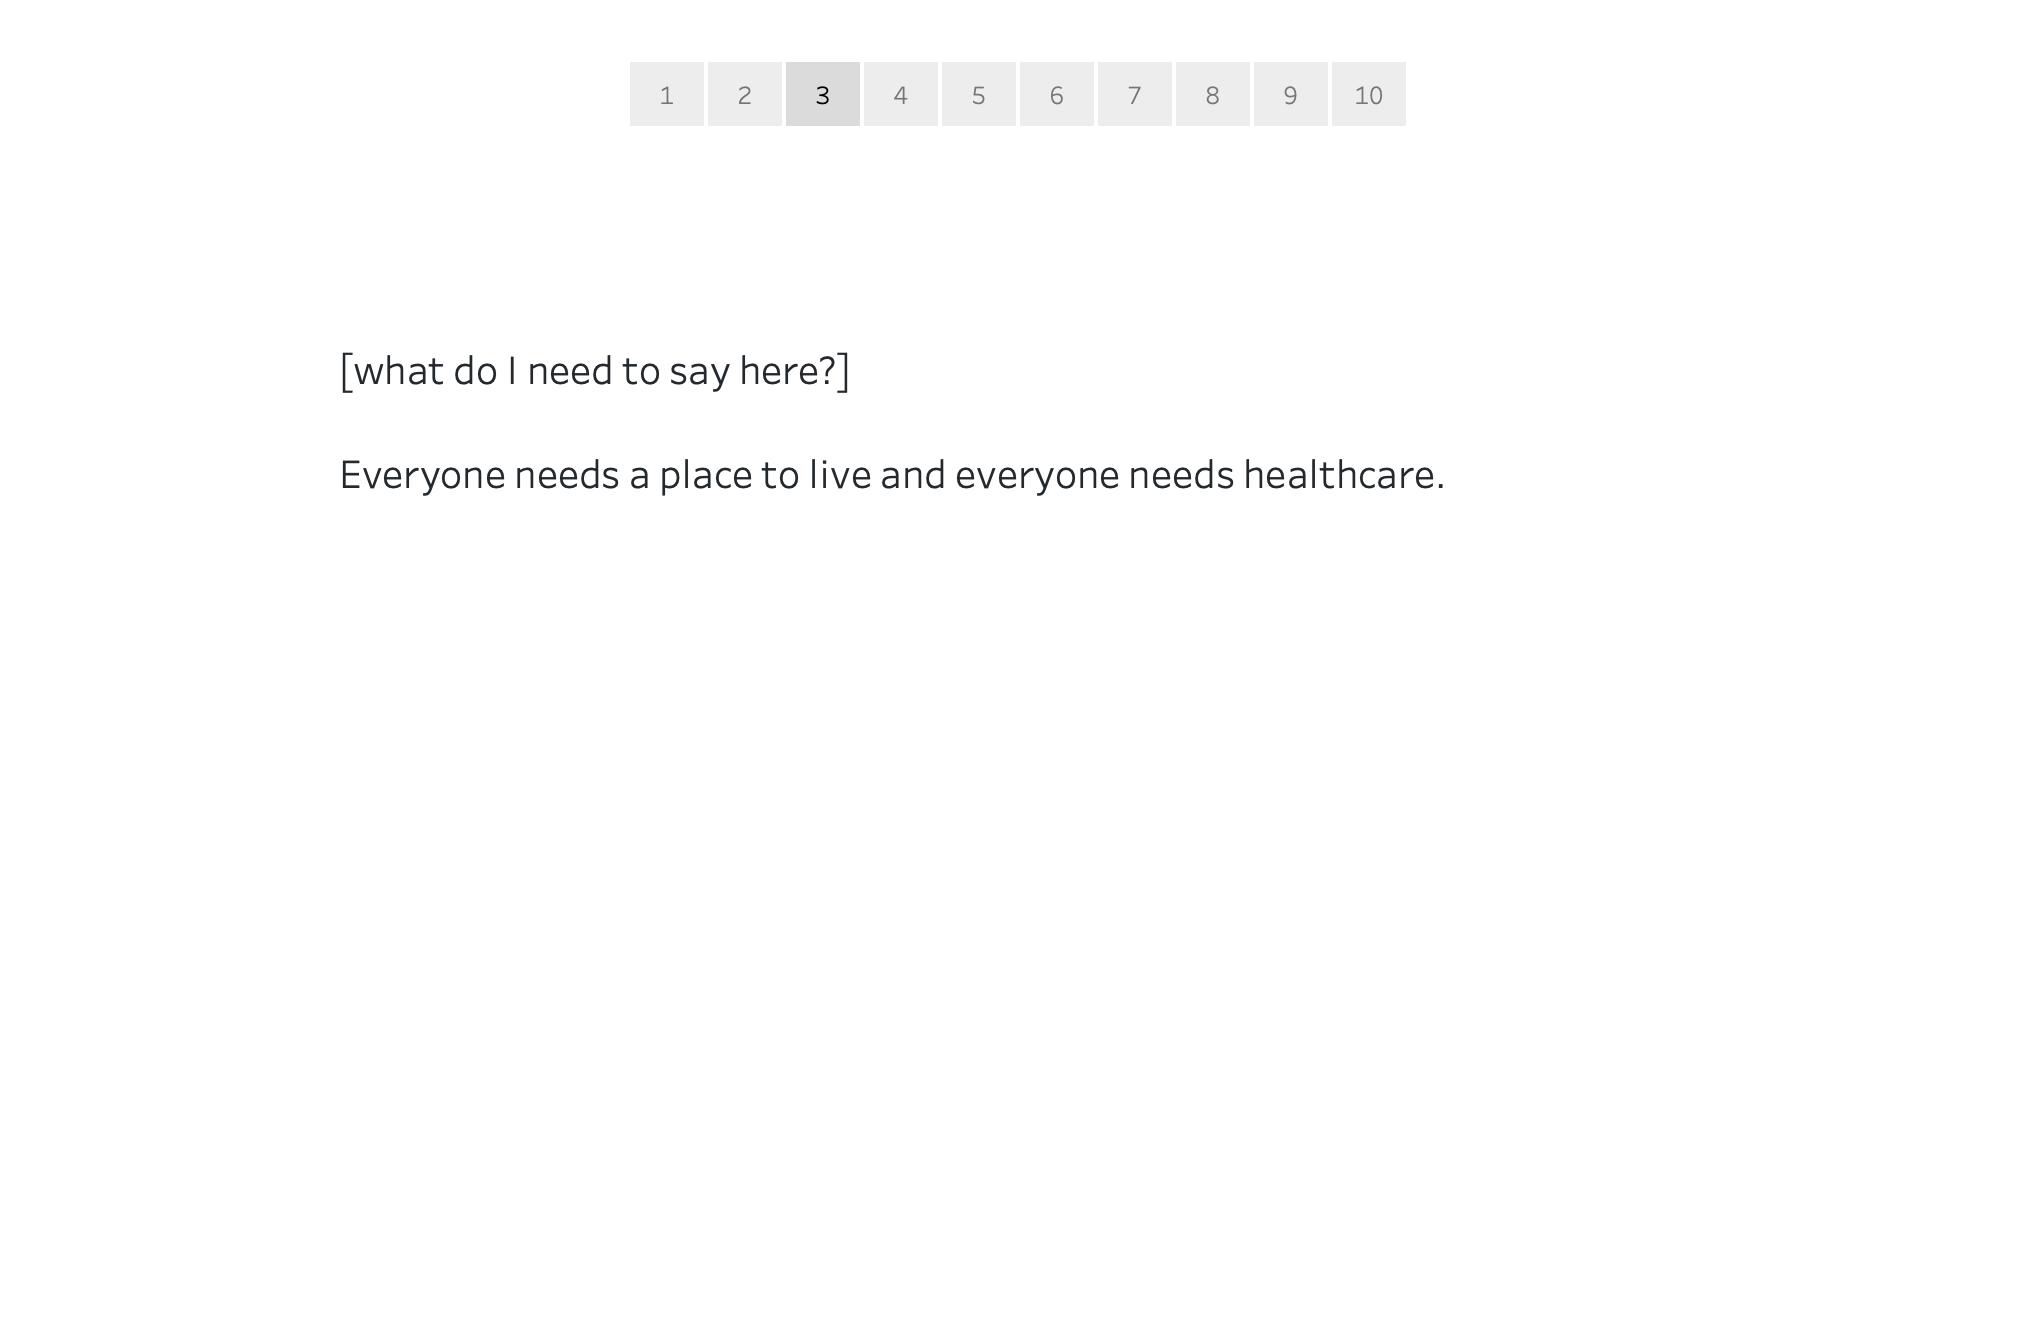 1 2 3 4 5 6 7 8 9 10
[what do I need to say here?]
Everyone needs a place to live and everyone needs healthcare.